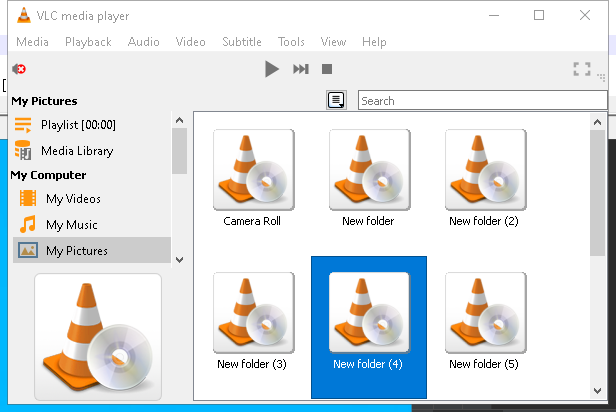 VLC media player
Media Playback Audio Video Subtitle Tools View Help
My Pictures
Search
Playlist [00:00]
Media Library
My Computer
My Videos
My Music
My Pictures
Camera Roll New folder New folder (2)
New folder (3) New folder (4) New folder (5)